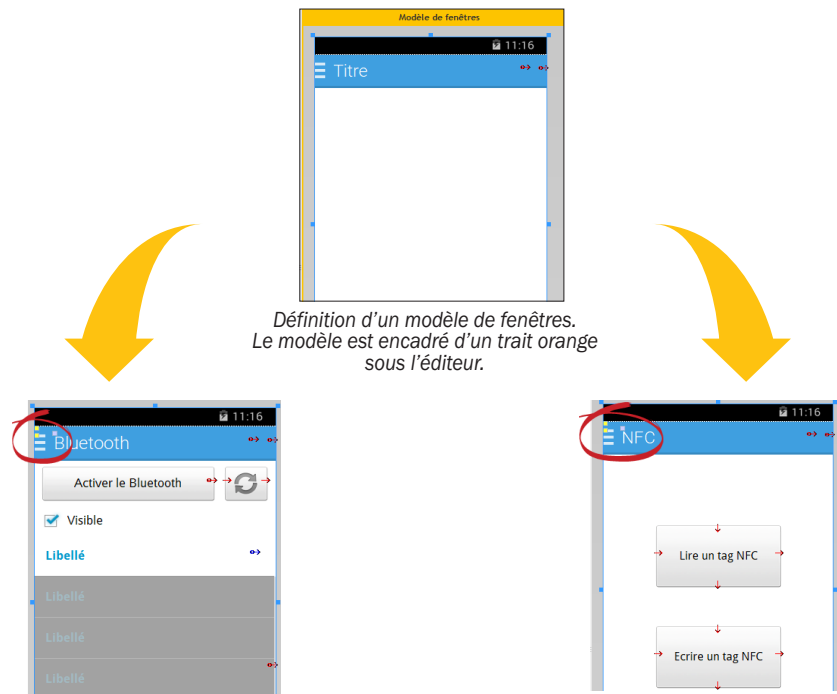 Modèle de fenêtres
11:16
Titre
Définition d'un modèle de fenêtres.
Le modèle est encadré d'un trait orange
sous l'éditeur.
11:16
Bluetooth
Activer le Bluetooth
Visible
Libellé
Libellé
Libellé
Libellé
11:16
NFC
Lire un tag NFC
Ecrire un tag NFC